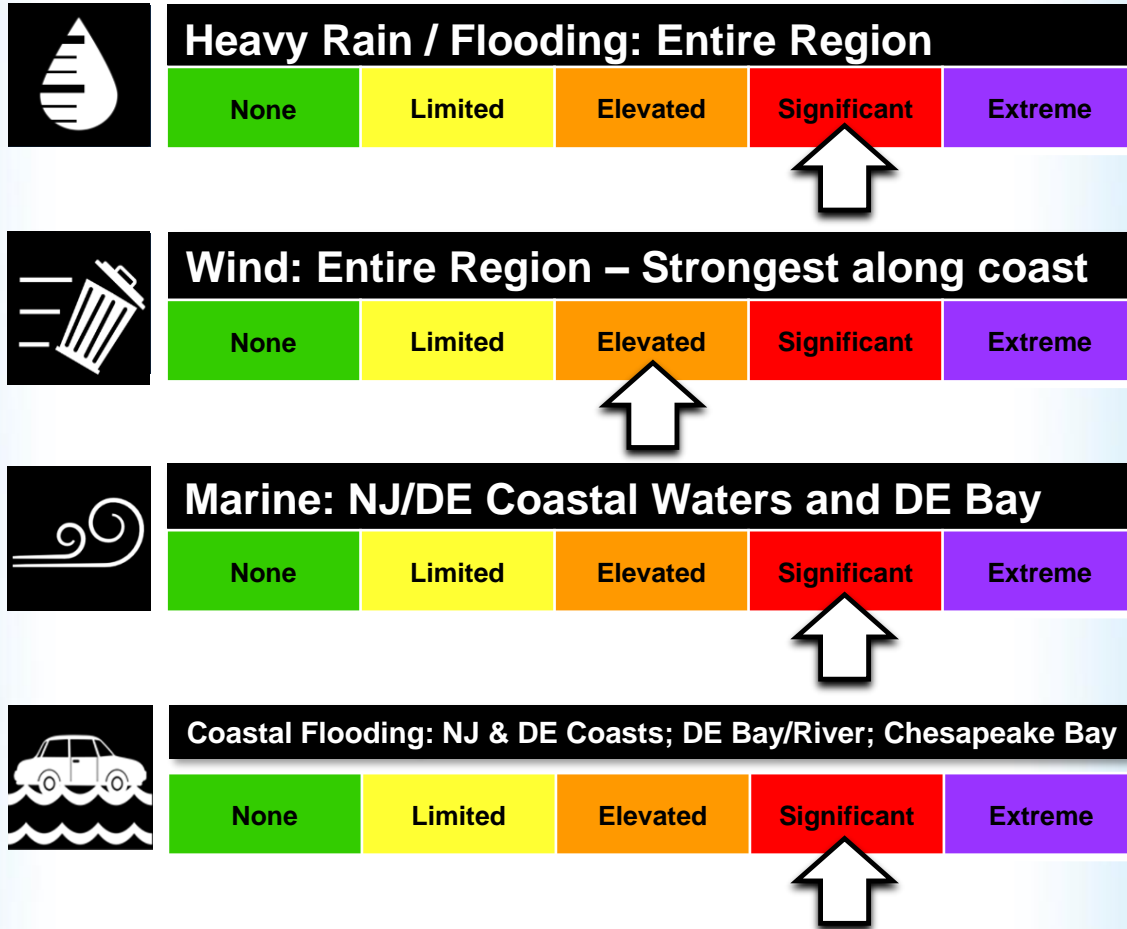 Heavy Rain / Flooding: Entire Region
None Limited Elevated Significant Extreme
Wind: Entire Region – Strongest along coast
None Limited Elevated Significant Extreme
Marine: NJ/DE Coastal Waters and DE Bay
None Limited Elevated Significant Extreme
Coastal Flooding: NJ & DE Coasts; DE Bay/River; Chesapeake Bay
None Limited Elevated Significant Extreme